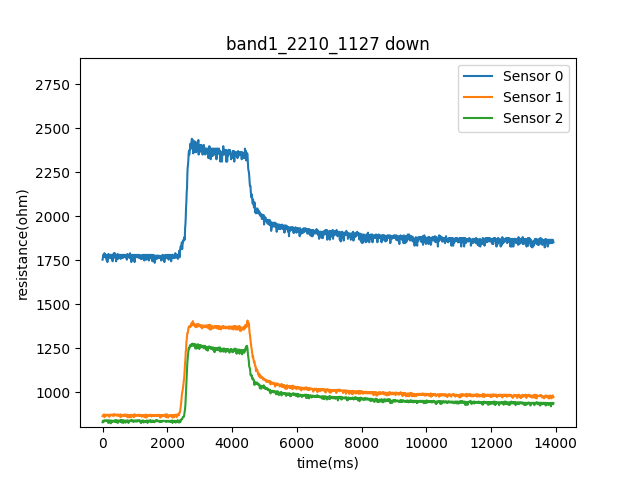 band1_2210_1127 down
Sensor 0
Sensor 1
Sensor 2
resistance(ohm)
2750
2500
2250
2000
1750
1500
1250
1000
0 2000 4000 6000 8000 10000 12000 14000
time(ms)